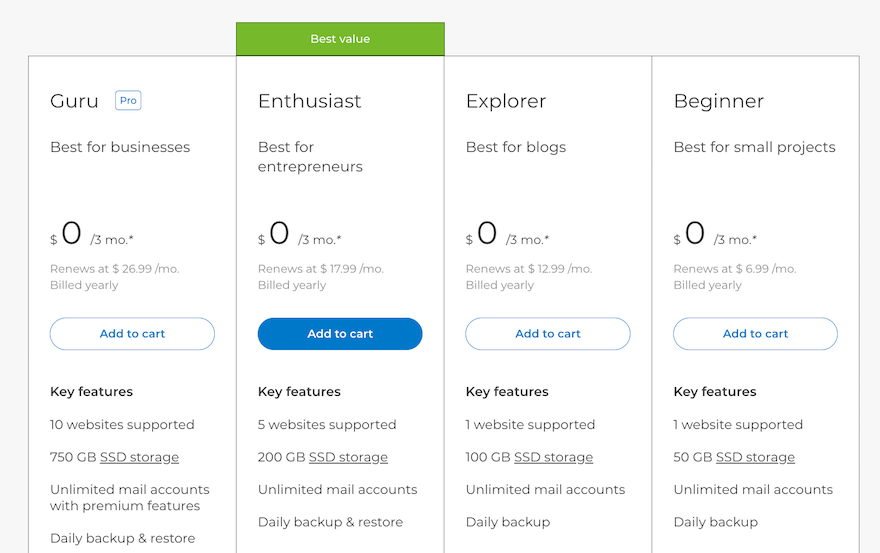 Best value
Guru Pro
Best for businesses
$ 0 /3 mo.*
Renews at $ 26.99 /mo.
Billed yearly
Add to cart
Key features
10 websites supported
750 GB SSD storage
Unlimited mail accounts
with premium features
Daily backup & restore
Enthusiast
Best for
entrepreneurs
$ 0 /3 mo.*
Renews at $ 17.99 /mo.
Billed yearly
Add to cart
Key features
5 websites supported
200 GB SSD storage
Unlimited mail accounts
Daily backup & restore
Explorer
Best for blogs
$ 0 /3 mo.*
Renews at $ 12.99 /mo.
Billed yearly
Add to cart
Key features
1 website supported
100 GB SSD storage
Unlimited mail accounts
Daily backup
Beginner
Best for small projects
$ 0 /3 mo.*
Renews at $ 6.99 /mo.
Billed yearly
Add to cart
Key features
1 website supported
50 GB SSD storage
Unlimited mail accounts
Daily backup